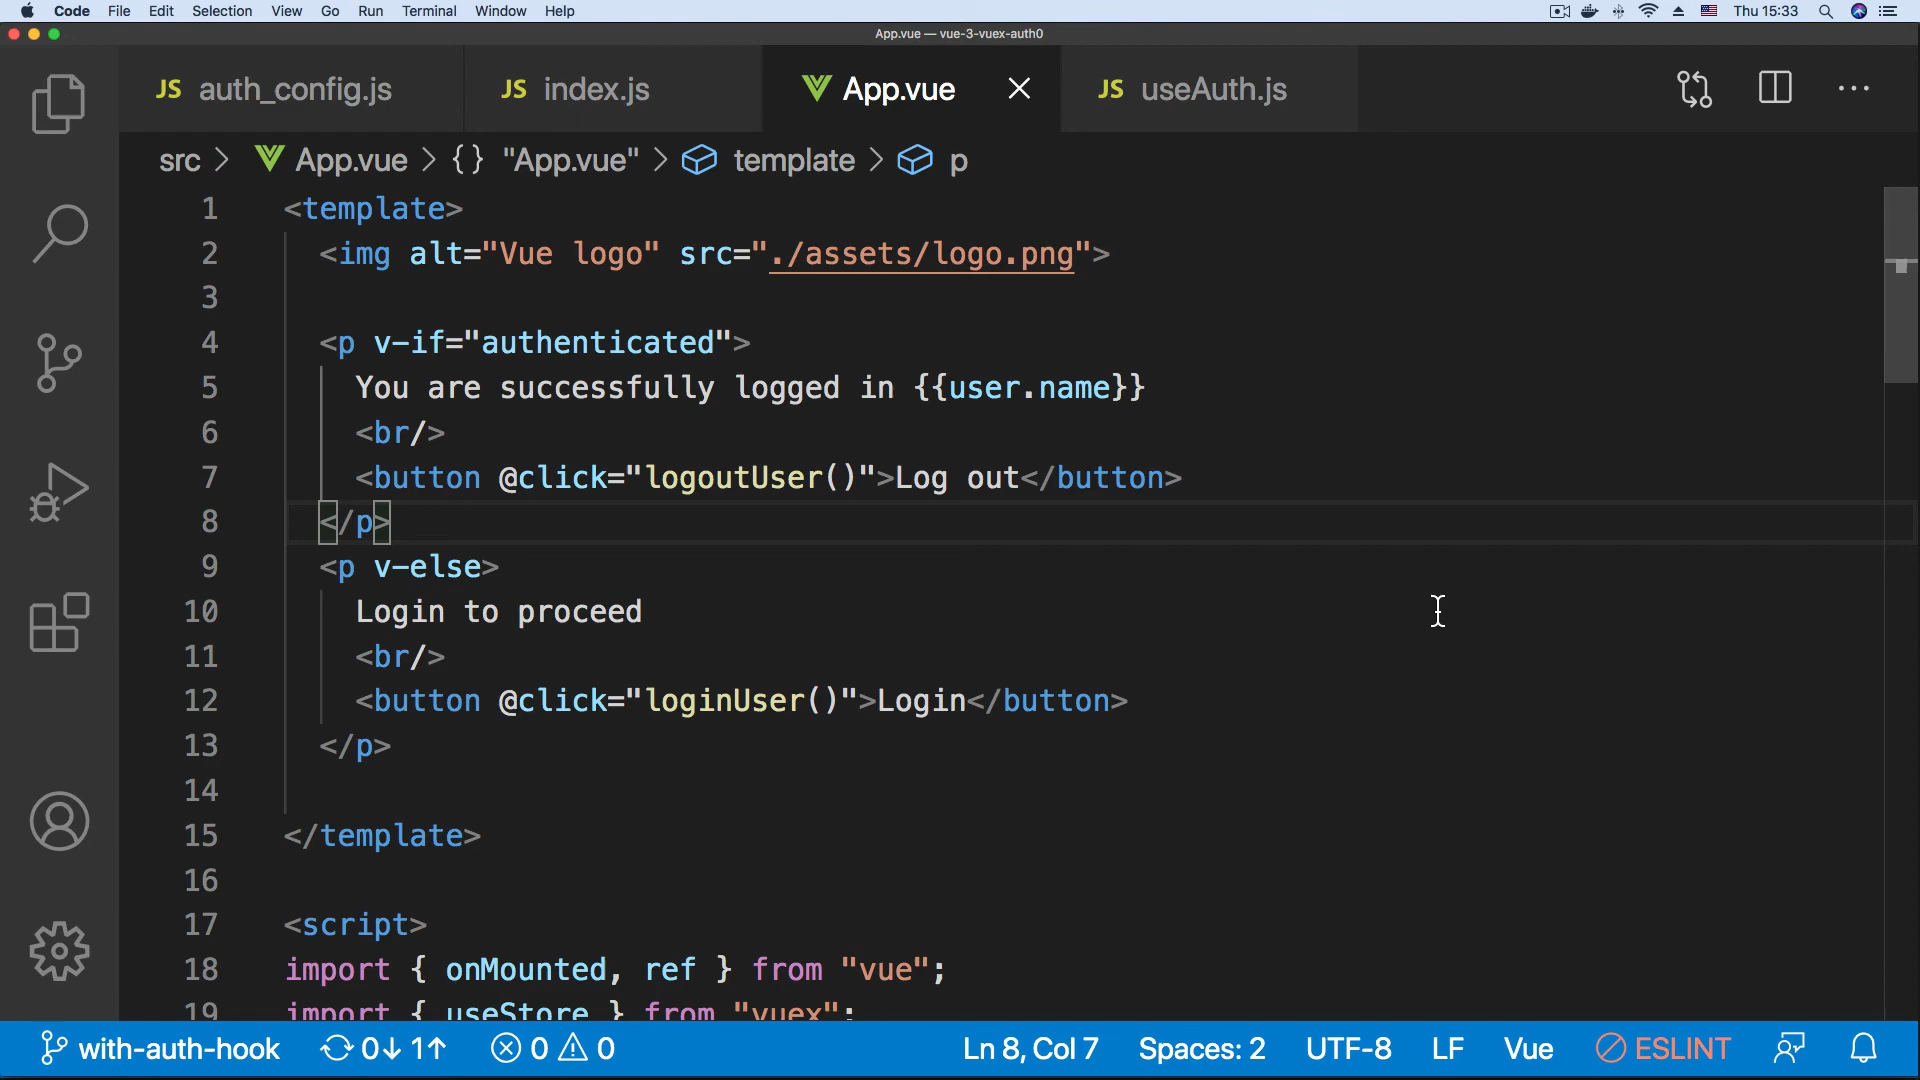 Code File Edit Selection View Go Run Terminal Window Help Thu 15:33
App.vue — vue-3-vuex-auth0
JS auth_config.js JS index.js App.vue JS useAuth.js
src > App.vue > {} "App.vue" > template > p
1 <template>
2 <img alt="Vue logo" src="./assets/logo.png">
3
4 <p v-if="authenticated">
5 You are successfully logged in {{user.name}}
6 <br/>
7 <button @click="logoutUser()">Log out</button>
8 </p>
9 <p v-else>
10 Login to proceed
11 <br/>
12 <button @click="loginUser()">Login</button>
13 </p>
14
15 </template>
16
17 <script>
18 import { onMounted, ref } from "vue";
19 import { useStore } from "vuex";
with-auth-hook 0↓ 1↑ 0 0 Ln 8, Col 7 Spaces: 2 UTF-8 LF Vue ESLINT